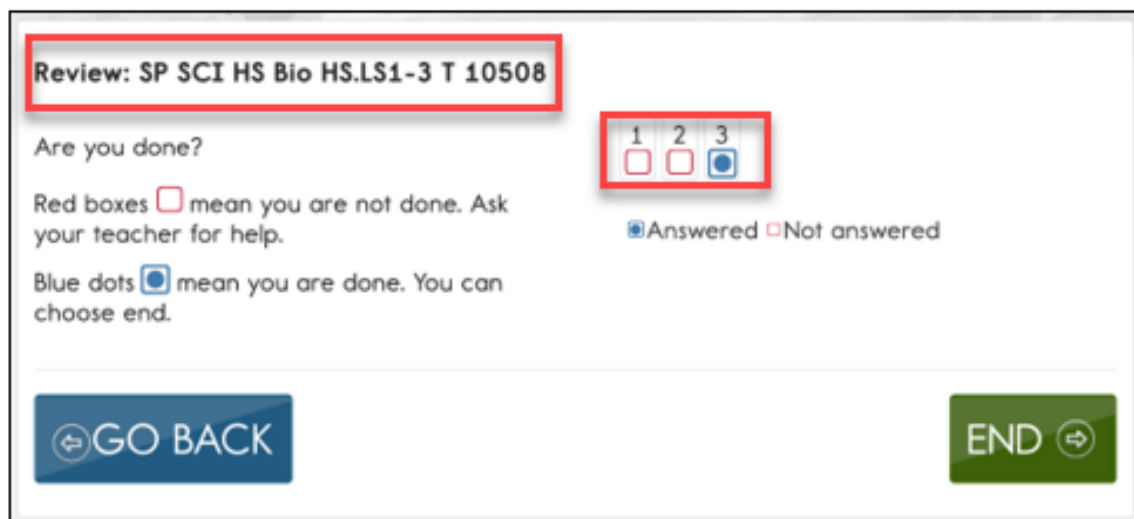 Review: SP SCI HS Bio HS.LS1-3 T 10508
Are you done?
Red boxes mean you are not done. Ask
your teacher for help.
Blue dots mean you are done. You can
choose end.
1 2 3
Answered Not answered
GO BACK
END